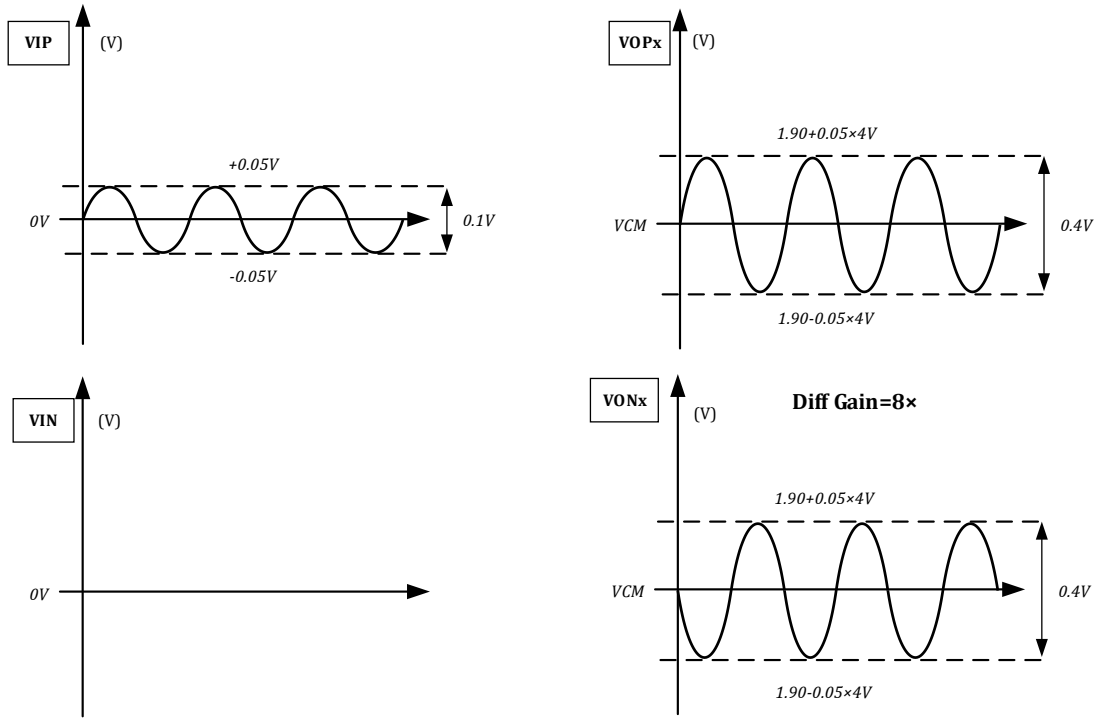 VIP
(V)
+0.05V
0V
0.1V
-0.05V
VOPx
(V)
1.90+0.05×4V
VCM
0.4V
1.90-0.05×4V
VIN
(V)
0V
VONx
(V)
Diff Gain=8×
1.90+0.05×4V
VCM
0.4V
1.90-0.05×4V